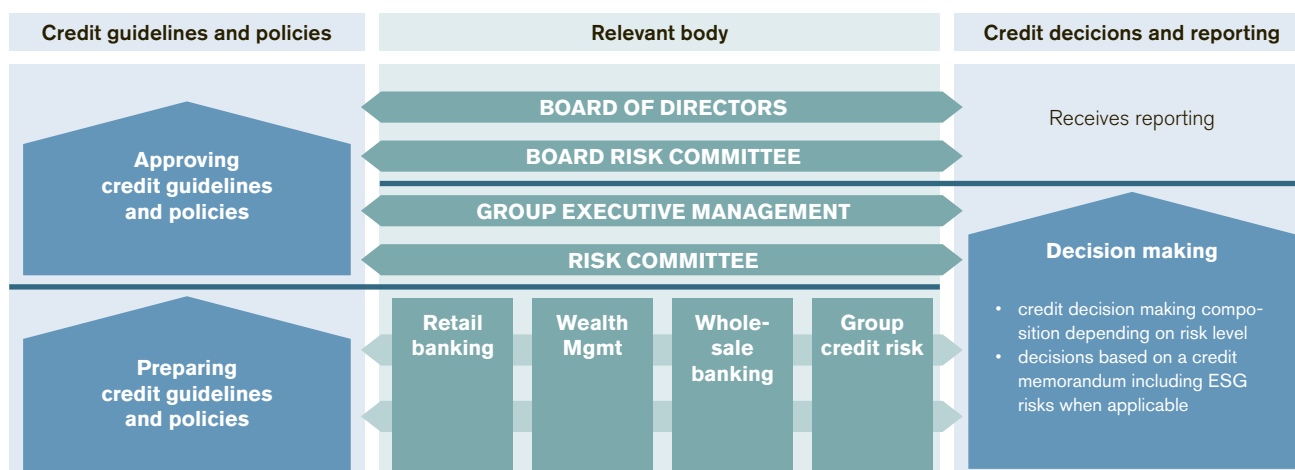 Credit guidelines and policies
Relevant body
Credit decicions and reporting
Approving
credit guidelines
and policies
BOARD OF DIRECTORS
BOARD RISK COMMITTEE
GROUP EXECUTIVE MANAGEMENT
RISK COMMITTEE
Receives reporting
Preparing
credit guidelines
and policies
Retail
banking
Wealth
Mgmt
Whole-
sale
banking
Group
credit risk
Decision making
• credit decision making compo-
sition depending on risk level
• decisions based on a credit
memorandum including ESG
risks when applicable